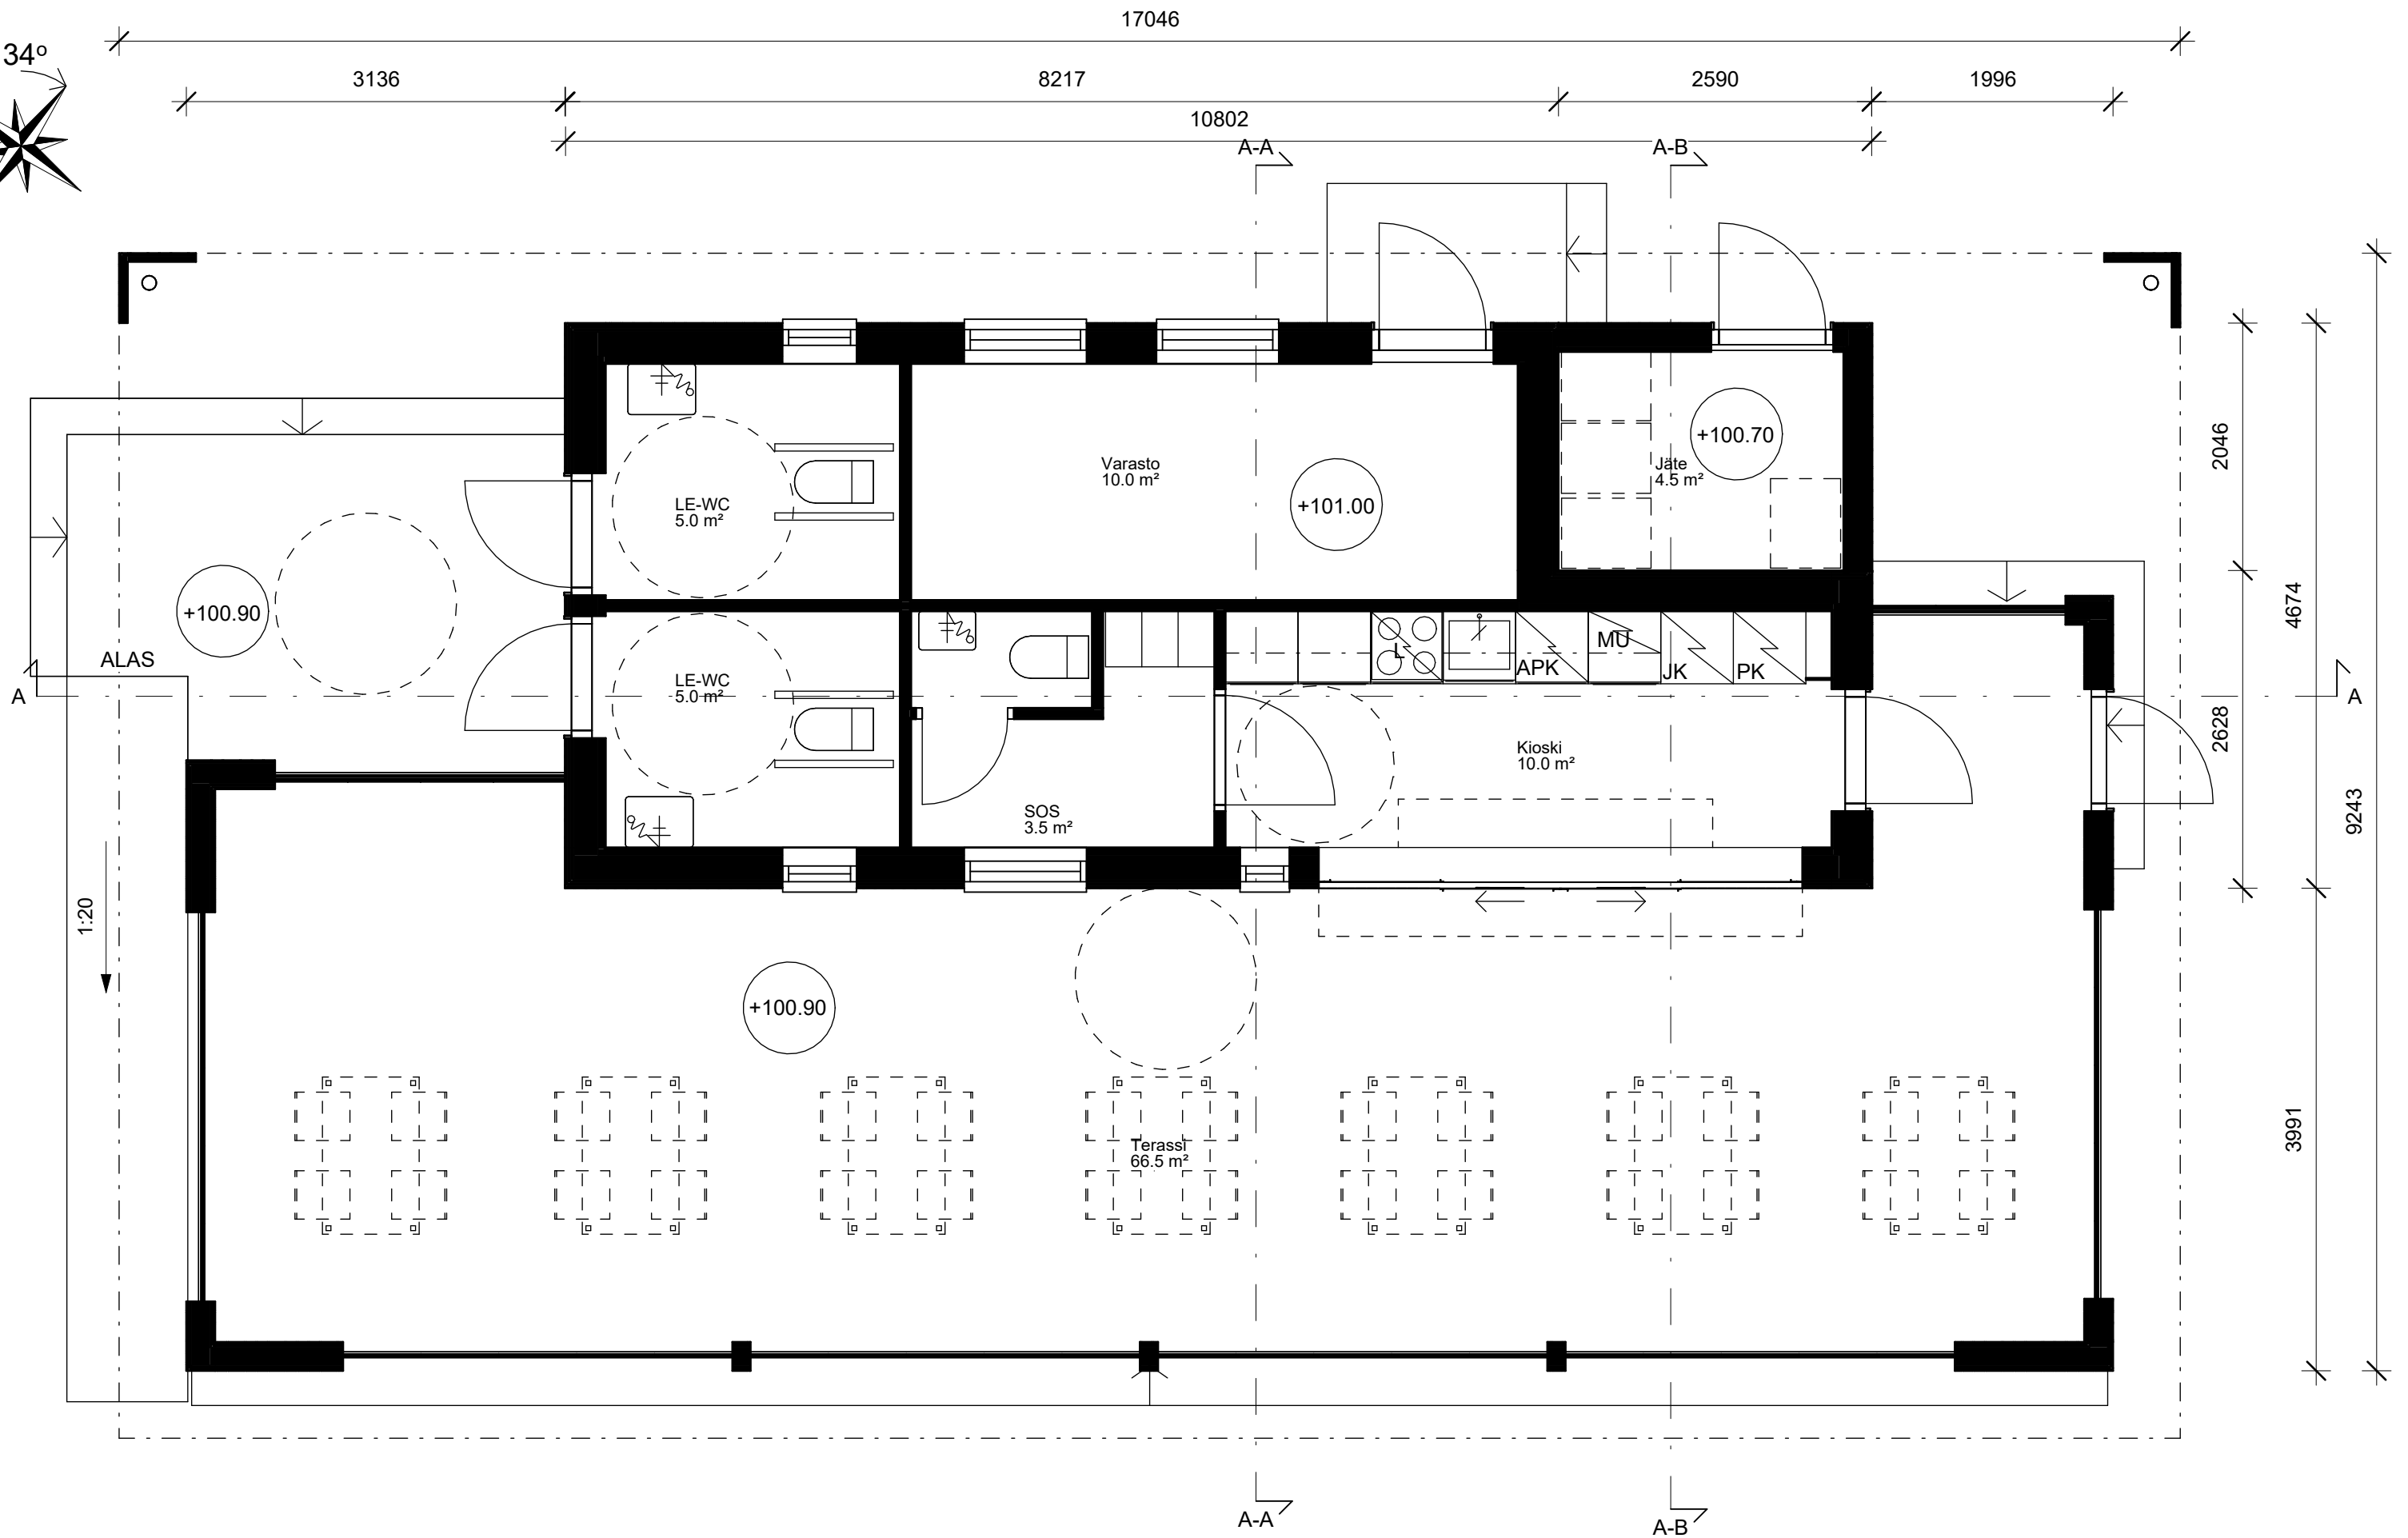 17046
34º
3136
8217
2590
1996
10802
A-A
A-B
+100.70
2046
Varasto
10.0 m²
Jäte
4.5 m²
LE-WC
5.0 m²
+101.00
+100.90
4674
ALAS
L
APK
MU
JK
PK
LE-WC
5.0 m²
A
A
2628
Kioski
10.0 m²
SOS
3.5 m²
9243
1:20
+100.90
3991
Terassi
66.5 m²
A-A
A-B